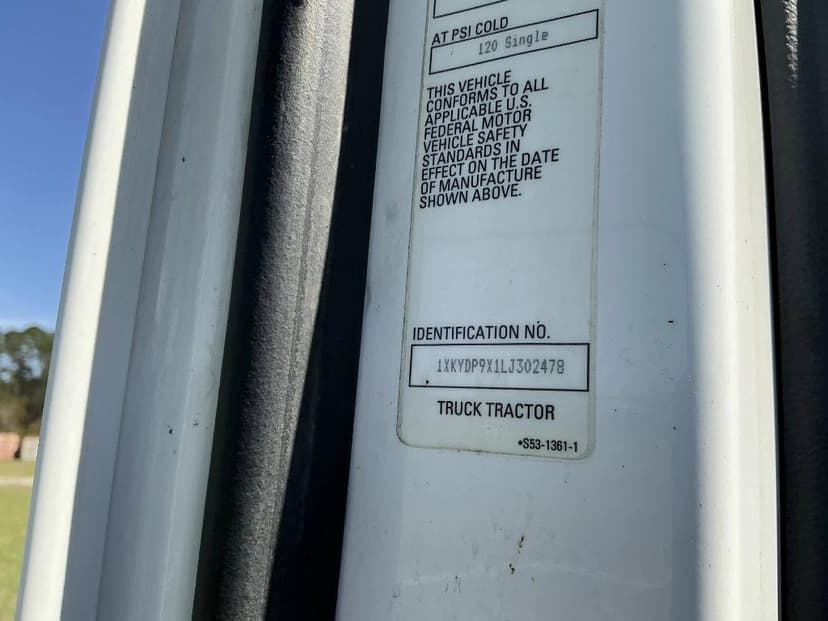 AT PSI COLD
120 Single
THIS VEHICLE
CONFORMS TO ALL
APPLICABLE U.S.
FEDERAL MOTOR
VEHICLE SAFETY
STANDARDS IN
EFFECT ON THE DATE
OF MANUFACTURE
SHOWN ABOVE.
IDENTIFICATION NO.
1XKYDP9X1LJ302478
TRUCK TRACTOR
•S53-1361-1